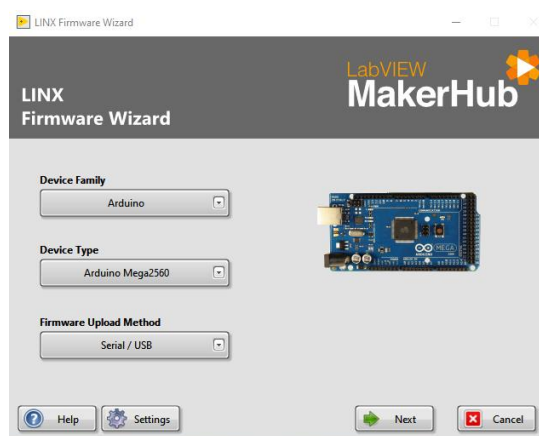 LINX Firmware Wizard
LabVIEW
MakerHub
LINX
Firmware Wizard
Device Family
Arduino
Device Type
Arduino Mega2560
Firmware Upload Method
Serial / USB
MEGA
Help
Settings
Next
Cancel